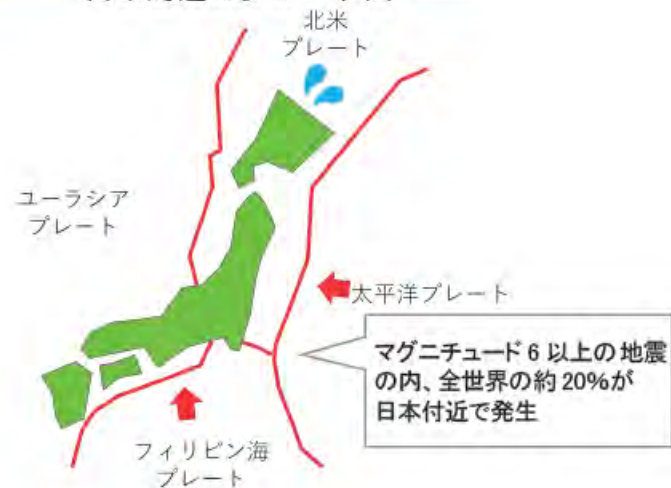 北米
プレート
ユーラシア
プレート
太平洋プレート
マグニチュード 6 以上の地震
の内、全世界の約 20%が
日本付近で発生
フィリピン海
プレート